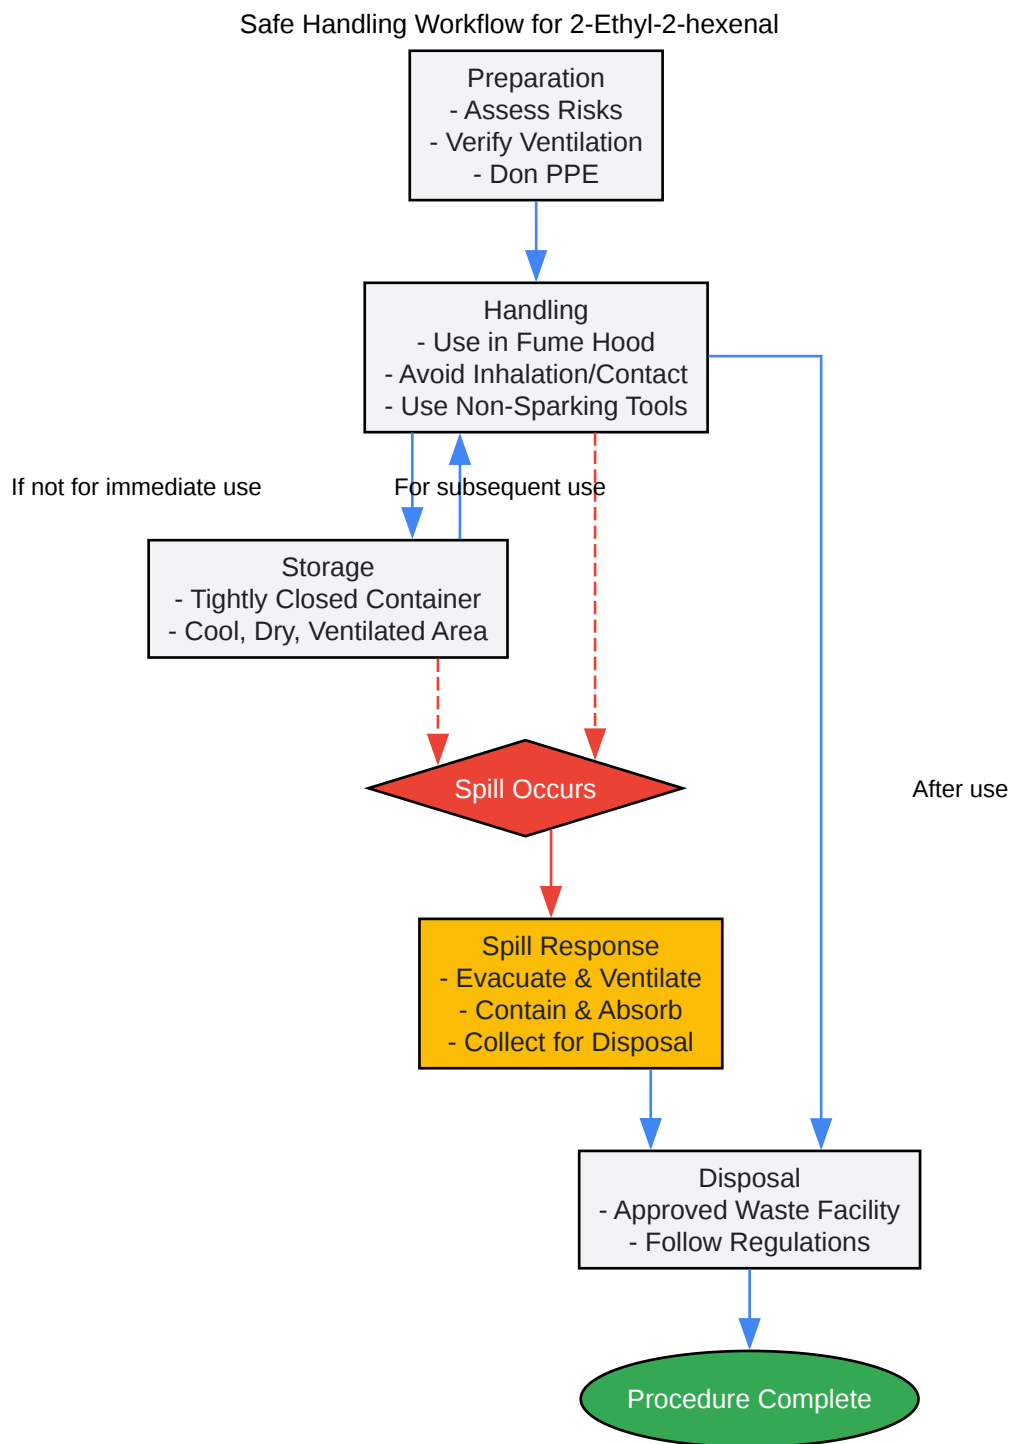 Safe Handling Workflow for 2-Ethyl-2-hexenal
Preparation
- Assess Risks
- Verify Ventilation
- Don PPE
Handling
- Use in Fume Hood
- Avoid Inhalation/Contact
- Use Non-Sparking Tools
If not for immediate use
For subsequent use
Storage
- Tightly Closed Container
- Cool, Dry, Ventilated Area
Spill Occurs
After use
Spill Response
- Evacuate & Ventilate
- Contain & Absorb
- Collect for Disposal
Disposal
- Approved Waste Facility
- Follow Regulations
Procedure Complete